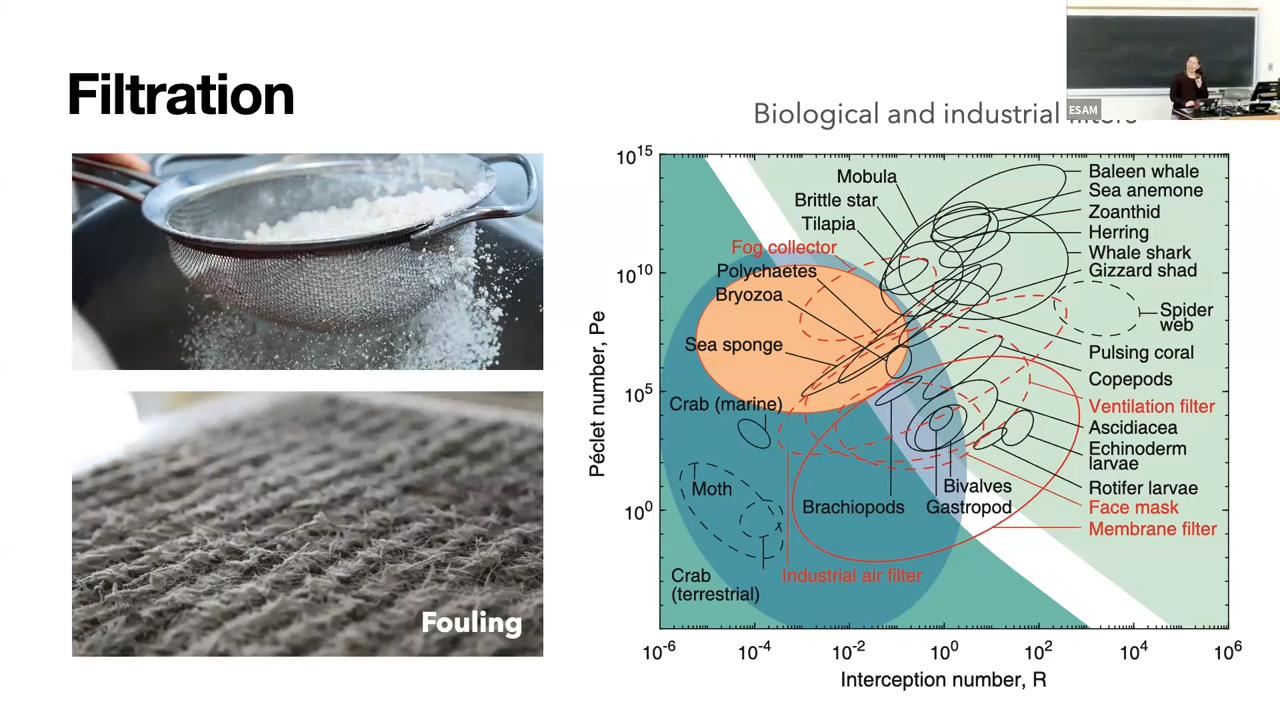 Filtration
ESAM
Biological and industrial filters
Fouling
10^15
10^10
10^5
10^0
Péclet number, Pe
Mobula
Brittle star
Tilapia
Fog collector
Polychaetes
Bryozoa
Sea sponge
Crab (marine)
Moth
Crab
(terrestrial)
Industrial air filter
Brachiopods
Bivalves
Gastropod
Baleen whale
Sea anemone
Zoanthid
Herring
Whale shark
Gizzard shad
Spider
web
Pulsing coral
Copepods
Ventilation filter
Ascidiacea
Echinoderm
larvae
Rotifer larvae
Face mask
Membrane filter
10^-6
10^-4
10^-2
10^0
10^2
10^4
10^6
Interception number, R